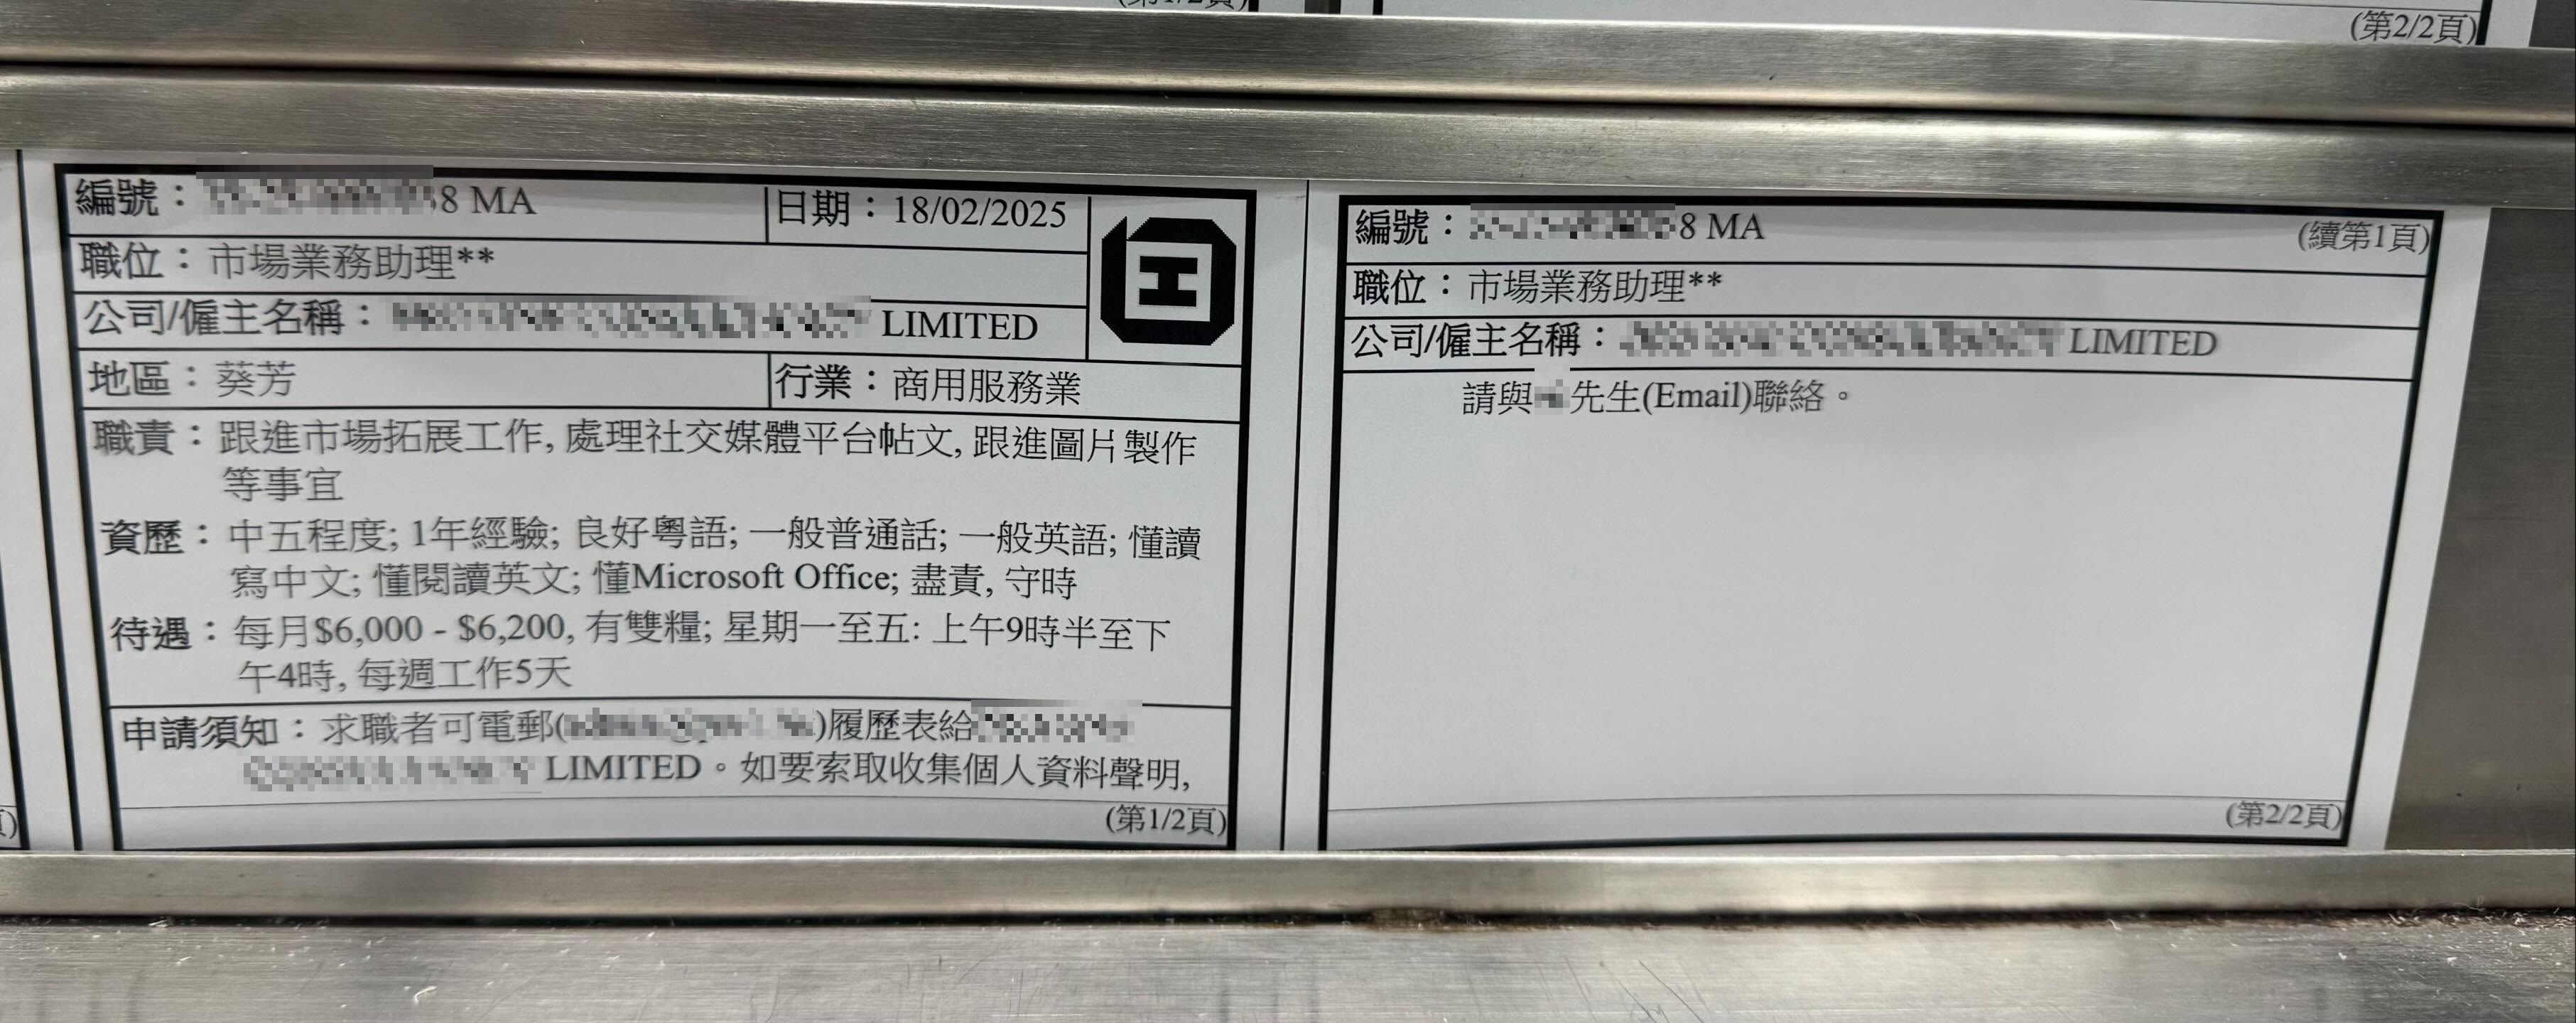 (第2/2頁)
編號：8 MA
日期：18/02/2025
職位：市場業務助理**
公司/僱主名稱： LIMITED
地區：葵芳
行業：商用服務業
職責：跟進市場拓展工作, 處理社交媒體平台帖文, 跟進圖片製作
等事宜
資歷：中五程度; 1年經驗; 良好粵語; 一般普通話; 一般英語; 懂讀
寫中文; 懂閱讀英文; 懂Microsoft Office; 盡責, 守時
待遇：每月$6,000 - $6,200, 有雙糧; 星期一至五: 上午9時半至下
午4時, 每週工作5天
申請須知：求職者可電郵()履歷表給
LIMITED。如要索取收集個人資料聲明,
(第1/2頁)
編號：8 MA
(續第1頁)
職位：市場業務助理**
公司/僱主名稱： LIMITED
請與先生(Email)聯絡。
(第2/2頁)